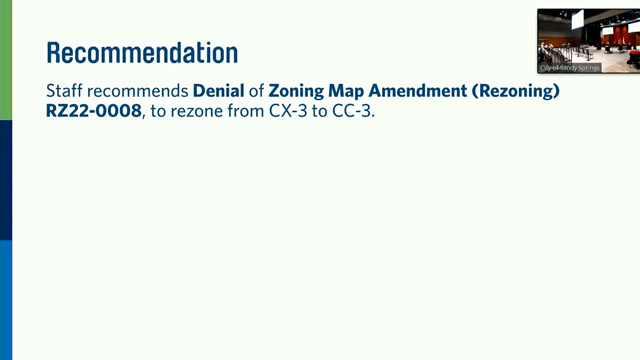 Recommendation
Staff recommends Denial of Zoning Map Amendment (Rezoning)
RZ22-0008, to rezone from CX-3 to CC-3.
City of Sandy Springs